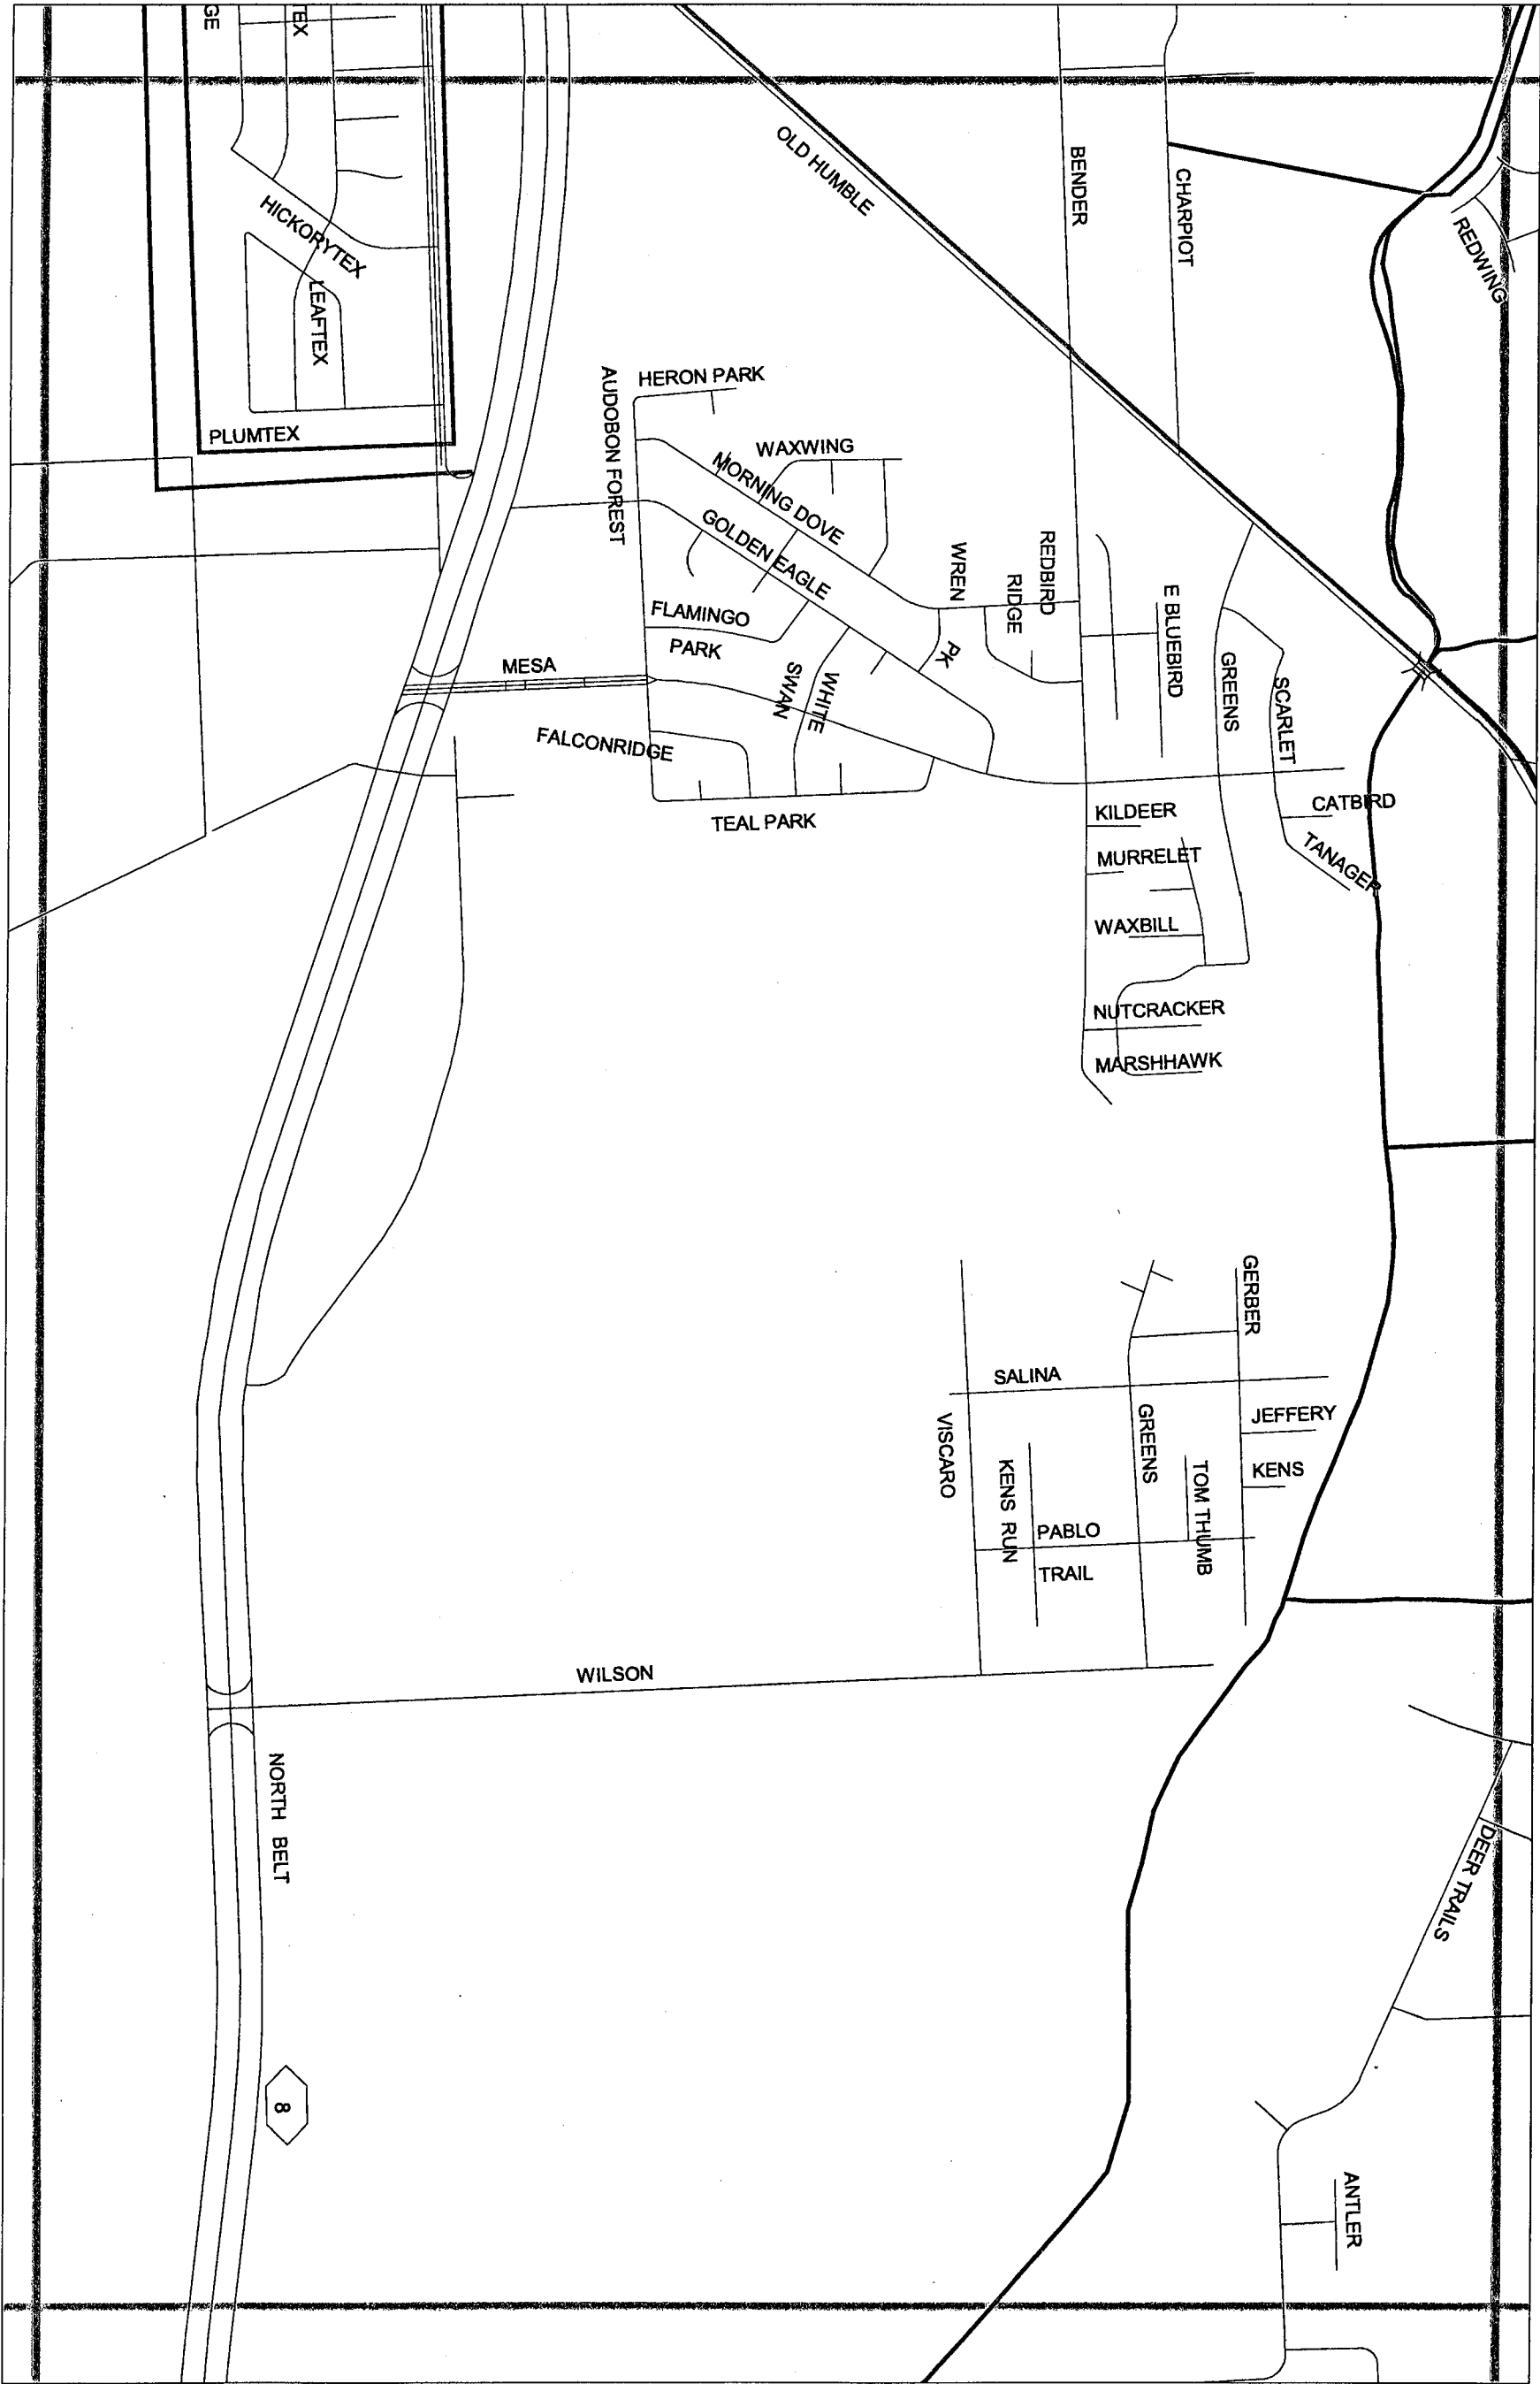 GE
TEX
HICKORYTEX
LEAFTEX
PLUMTEX
OLD HUMBLE
BENDER
CHARPIOT
REDWING
HERON PARK
AUDOBON FOREST
WAXWING
MORNING DOVE
GOLDEN EAGLE
WREN
PK
REDBIRD
RIDGE
E BLUEBIRD
GREENS
SCARLET
FLAMINGO
PARK
MESA
WHITE
SWAN
FALCONRIDGE
TEAL PARK
KILDEER
CATBIRD
MURRELET
TANAGER
WAXBILL
NUTCRACKER
MARSHHAWK
GERBER
SALINA
VISCARO
GREENS
JEFFERY
KENS
KENS RUN
TOM THUMB
PABLO
TRAIL
WILSON
NORTH BELT
DEER TRAILS
8
ANTLER